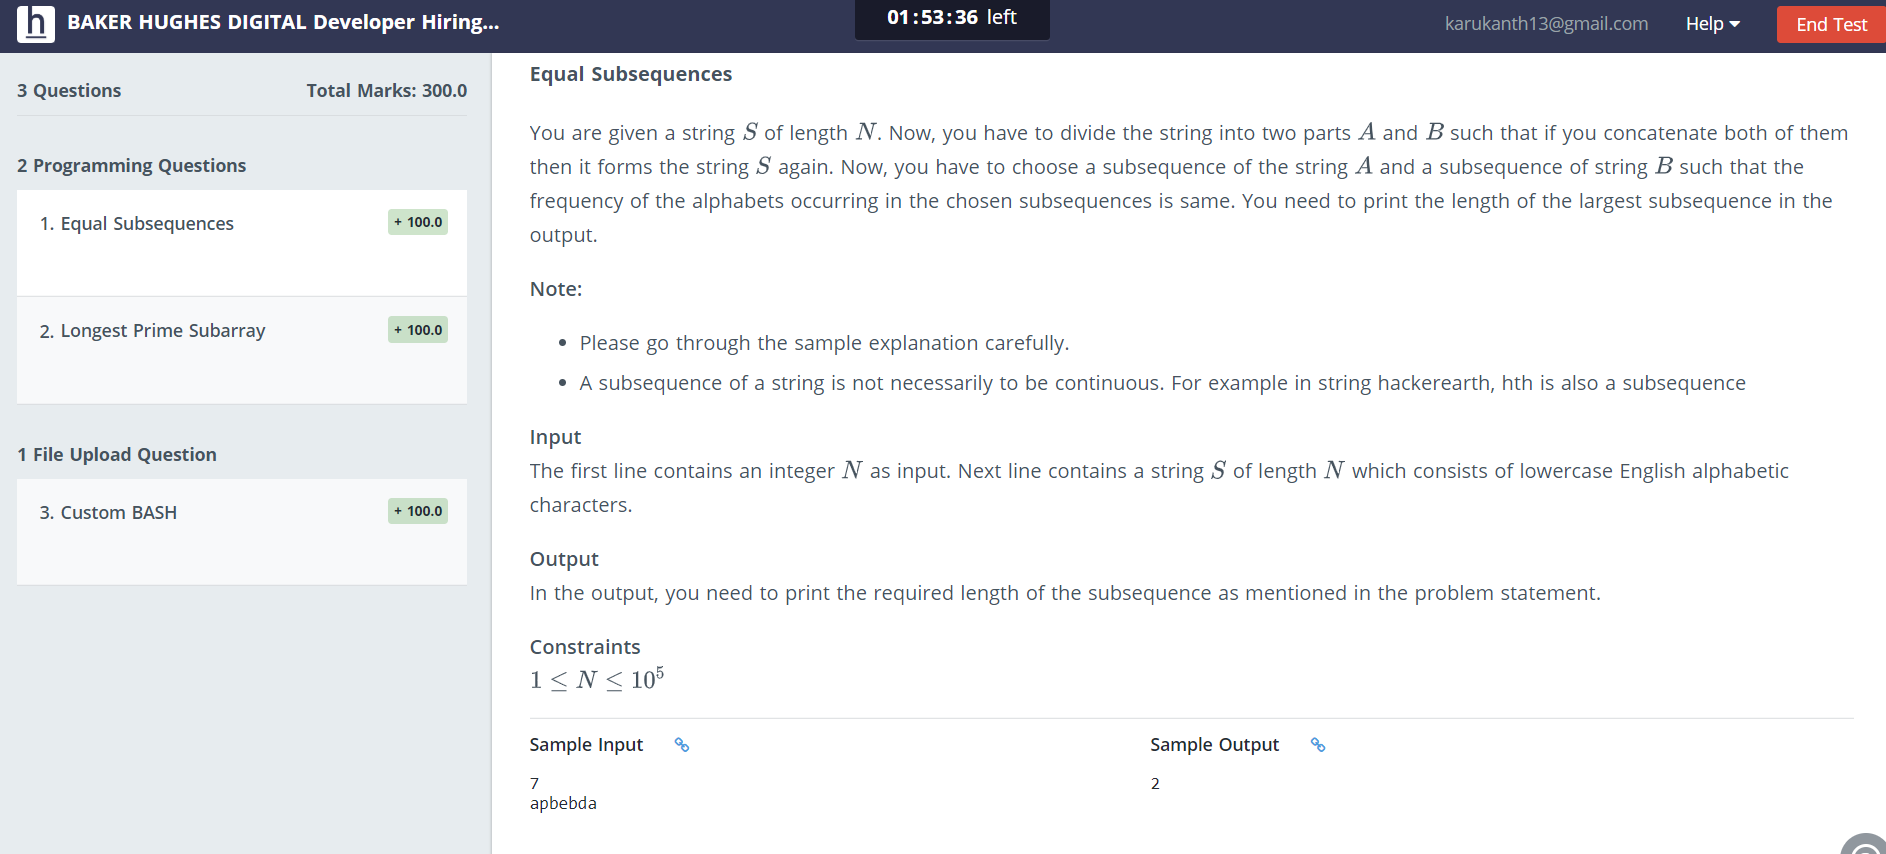 h BAKER HUGHES DIGITAL Developer Hiring...
01:53:36 left
karukanth13@gmail.com
Help
End Test
3 Questions
Total Marks: 300.0
2 Programming Questions
1. Equal Subsequences
+ 100.0
2. Longest Prime Subarray
+ 100.0
1 File Upload Question
3. Custom BASH
+ 100.0
Equal Subsequences
You are given a string S of length N. Now, you have to divide the string into two parts A and B such that if you concatenate both of them
then it forms the string S again. Now, you have to choose a subsequence of the string A and a subsequence of string B such that the
frequency of the alphabets occurring in the chosen subsequences is same. You need to print the length of the largest subsequence in the
output.
Note:
• Please go through the sample explanation carefully.
• A subsequence of a string is not necessarily to be continuous. For example in string hackerearth, hth is also a subsequence
Input
The first line contains an integer N as input. Next line contains a string S of length N which consists of lowercase English alphabetic
characters.
Output
In the output, you need to print the required length of the subsequence as mentioned in the problem statement.
Constraints
1 ≤ N ≤ 10⁵
Sample Input
7
apbebda
Sample Output
2